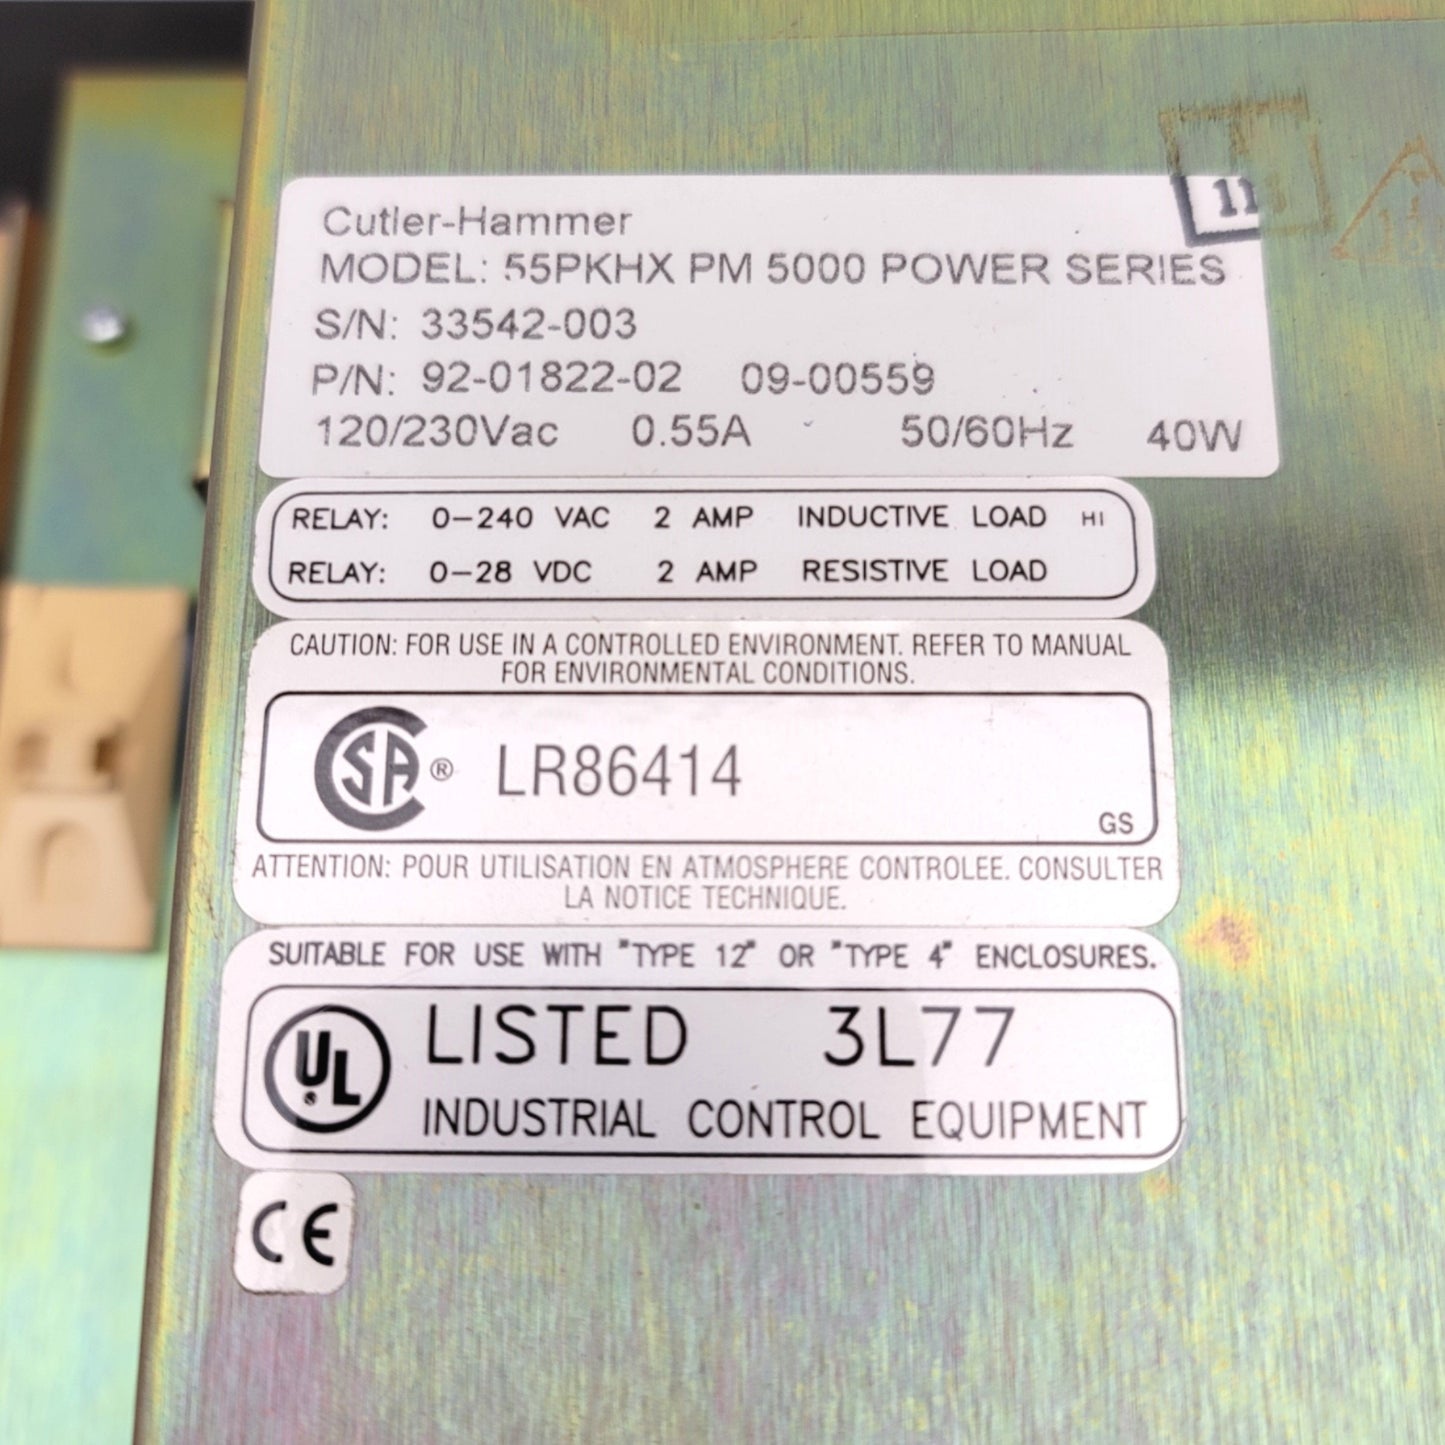 Cutler-Hammer
MODEL: 55PKHX PM 5000 POWER SERIES
S/N: 33542-003
P/N: 92-01822-02 09-00559
120/230Vac 0.55A 50/60Hz 40W
RELAY: 0-240 VAC 2 AMP INDUCTIVE LOAD HI
RELAY: 0-28 VDC 2 AMP RESISTIVE LOAD
CAUTION: FOR USE IN A CONTROLLED ENVIRONMENT. REFER TO MANUAL
FOR ENVIRONMENTAL CONDITIONS.
CSA ® LR86414
GS
ATTENTION: POUR UTILISATION EN ATMOSPHERE CONTROLEE. CONSULTER
LA NOTICE TECHNIQUE.
SUITABLE FOR USE WITH "TYPE 12" OR "TYPE 4" ENCLOSURES.
UL ® LISTED 3L77
INDUSTRIAL CONTROL EQUIPMENT
CE